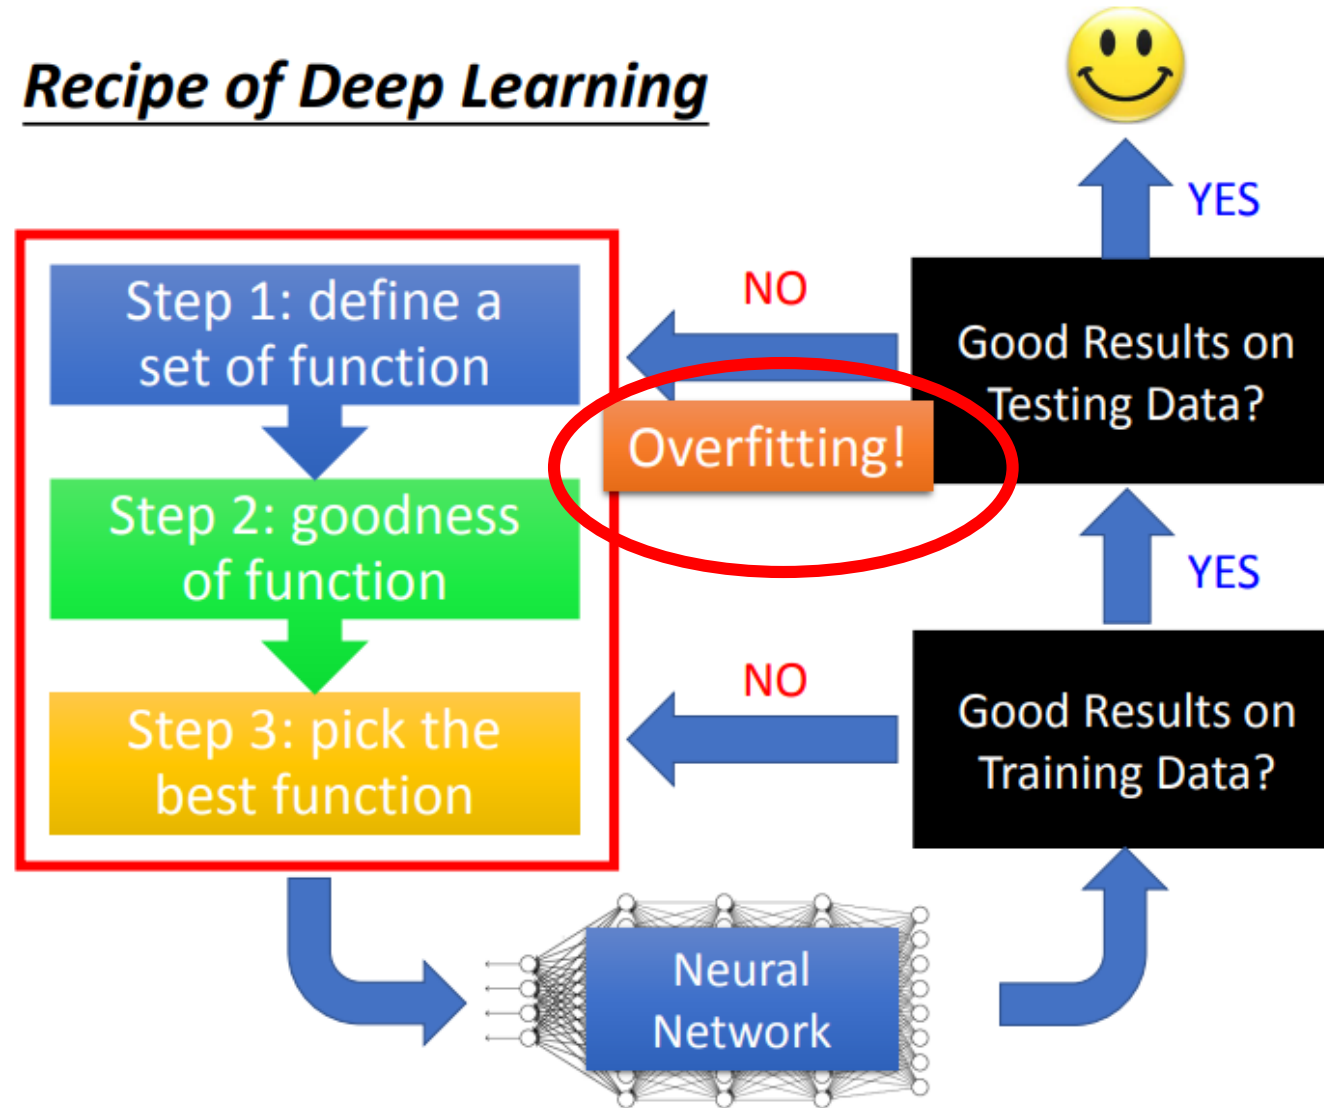 Recipe of Deep Learning
YES
Step 1: define a
set of function
NO
Good Results on
Testing Data?
Overfitting!
Step 2: goodness
of function
YES
Step 3: pick the
best function
NO
Good Results on
Training Data?
Neural
Network